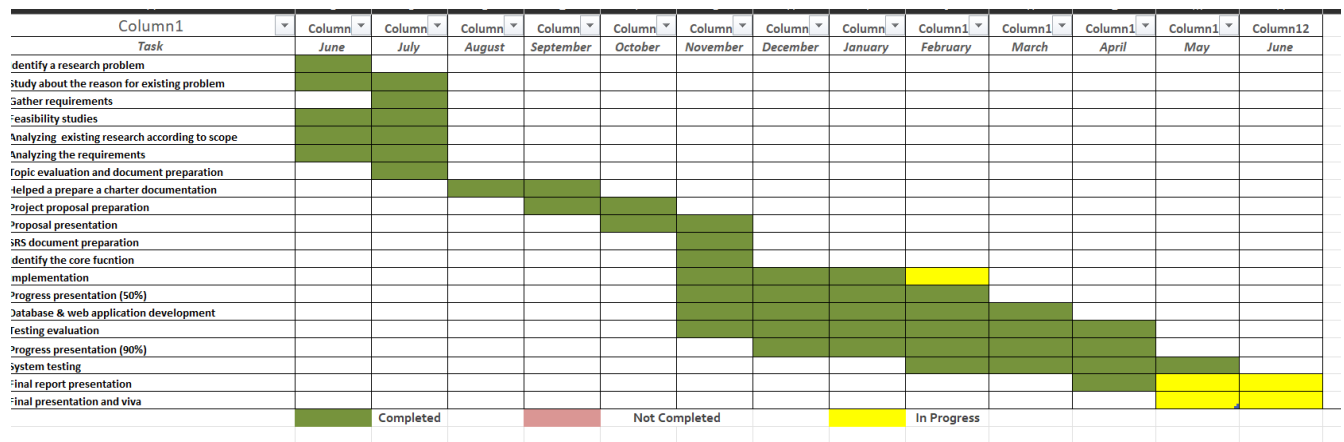 Column1 Column Column Column Column Column Column Column Column Column1 Column1 Column1 Column1 Column12
Task June July August September October November December January February March April May June
dentify a research problem
Study about the reason for existing problem
Gather requirements
Feasibility studies
Analyzing existing research according to scope
Analyzing the requirements
Topic evaluation and document preparation
Helped a prepare a charter documentation
Project proposal preparation
Proposal presentation
SRS document preparation
dentify the core fucntion
mplementation
Progress presentation (50%)
Database & web application development
Testing evaluation
Progress presentation (90%)
System testing
Final report presentation
Final presentation and viva
Completed Not Completed In Progress